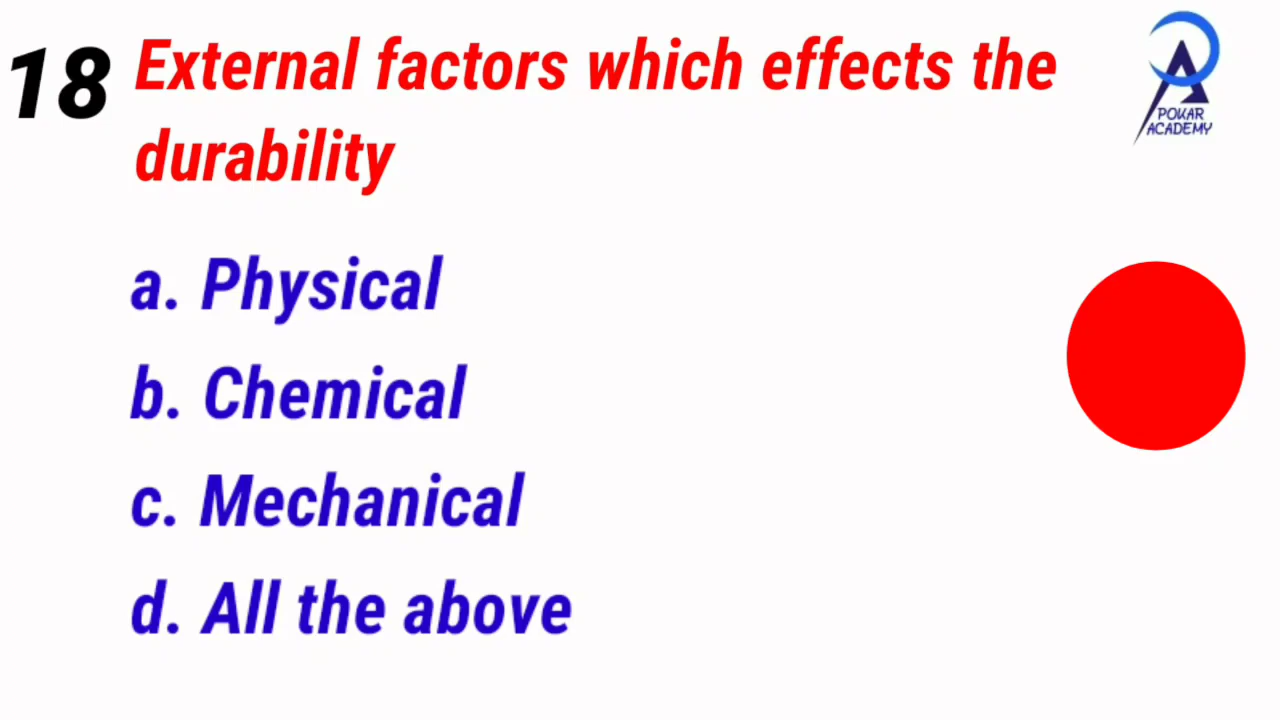 18 External factors which effects the
durability
POKAR
ACADEMY
a. Physical
b. Chemical
c. Mechanical
d. All the above